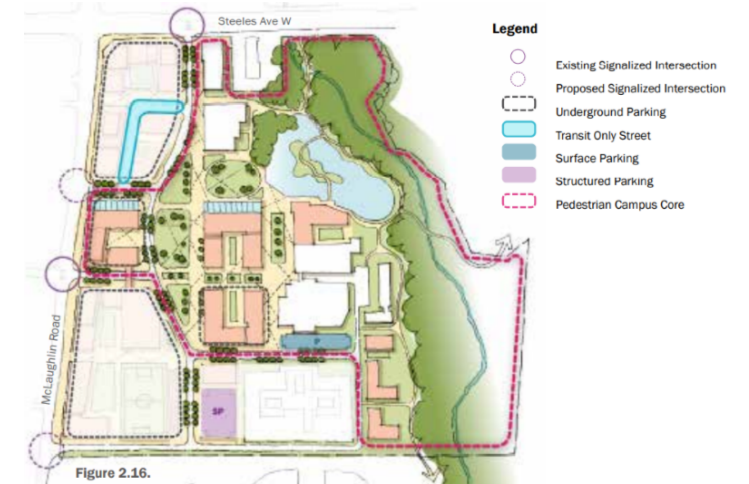 Steeles Ave W
Legend
Existing Signalized Intersection
Proposed Signalized Intersection
Underground Parking
Transit Only Street
Surface Parking
Structured Parking
Pedestrian Campus Core
McLaughlin Road
P
SP
Figure 2.16.